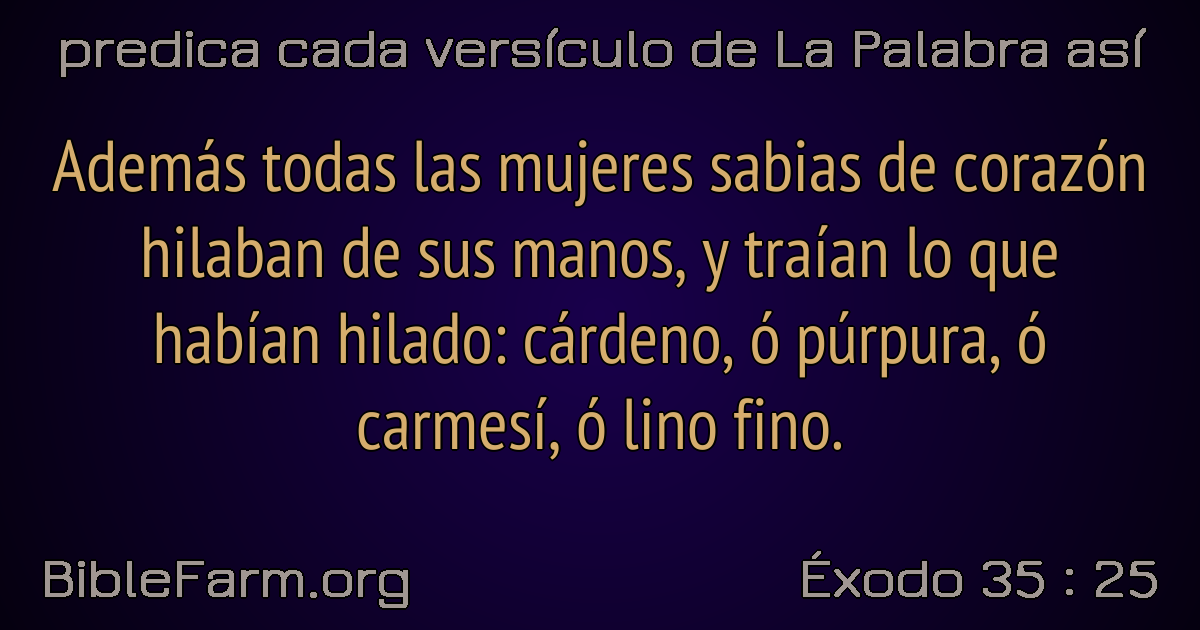 predica cada versículo de La Palabra así
Además todas las mujeres sabias de corazón
hilaban de sus manos, y traían lo que
habían hilado: cárdeno, ó púrpura, ó
carmesí, ó lino fino.
BibleFarm.org
Éxodo 35 : 25